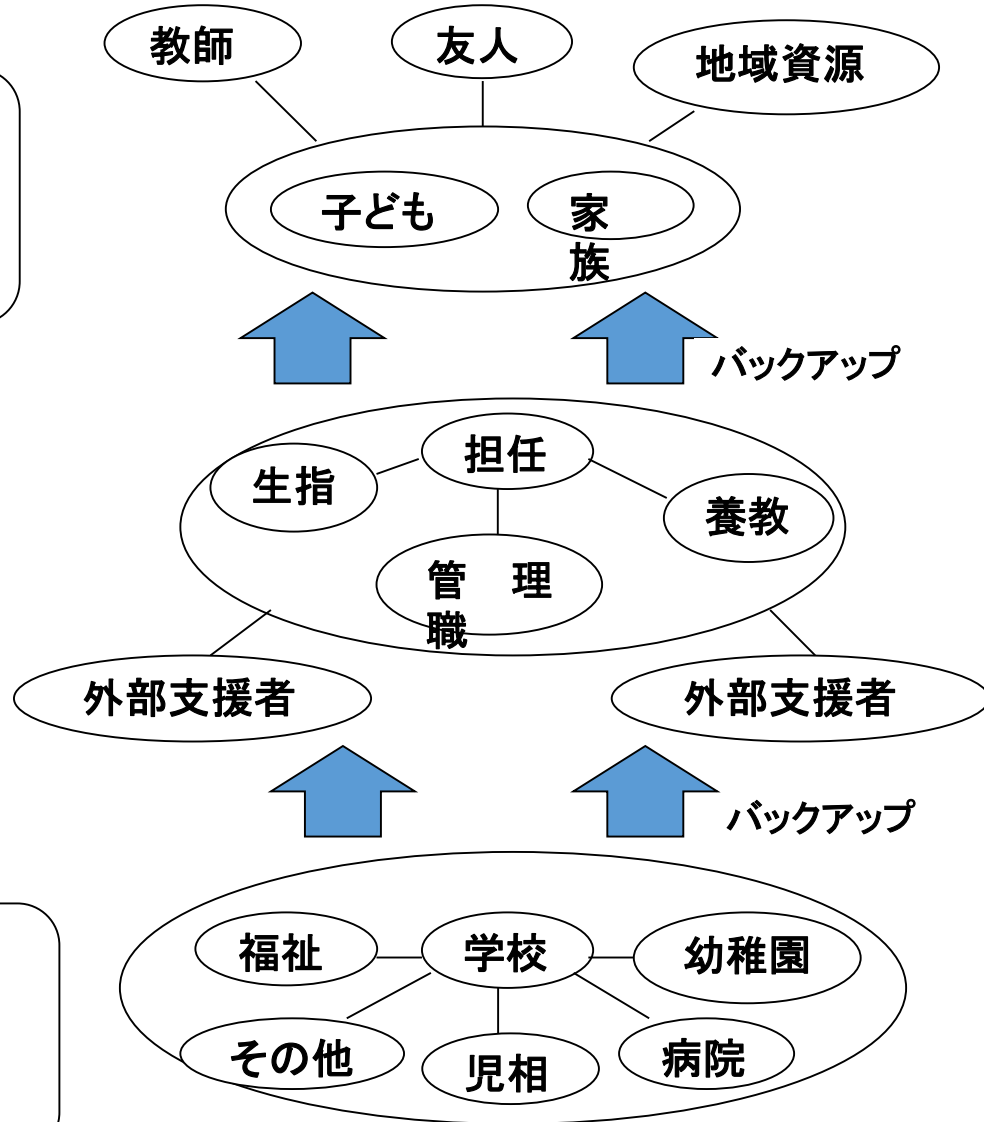 教師
友人
地域資源
子ども
家
族
バックアップ
担任
生指
養教
管　理
職
外部支援者
外部支援者
バックアップ
福祉
学校
幼稚園
その他
児相
病院